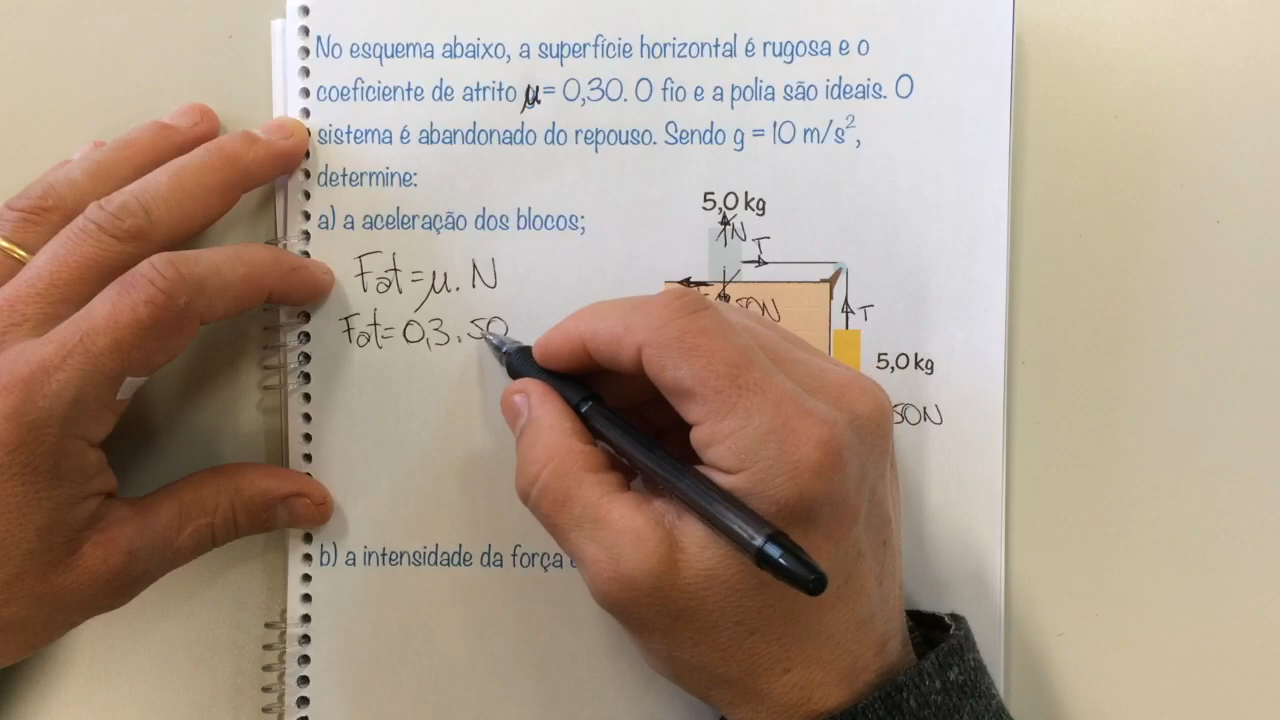 No esquema abaixo, a superfície horizontal é rugosa e o
coeficiente de atrito μ = 0,30. O fio e a polia são ideais. O
sistema é abandonado do repouso. Sendo g = 10 m/s²,
determine:
a) a aceleração dos blocos;
5,0 kg
N
T
Fat = μ. N
50N
T
Fat = 0,3 . 50
5,0 kg
50N
b) a intensidade da força